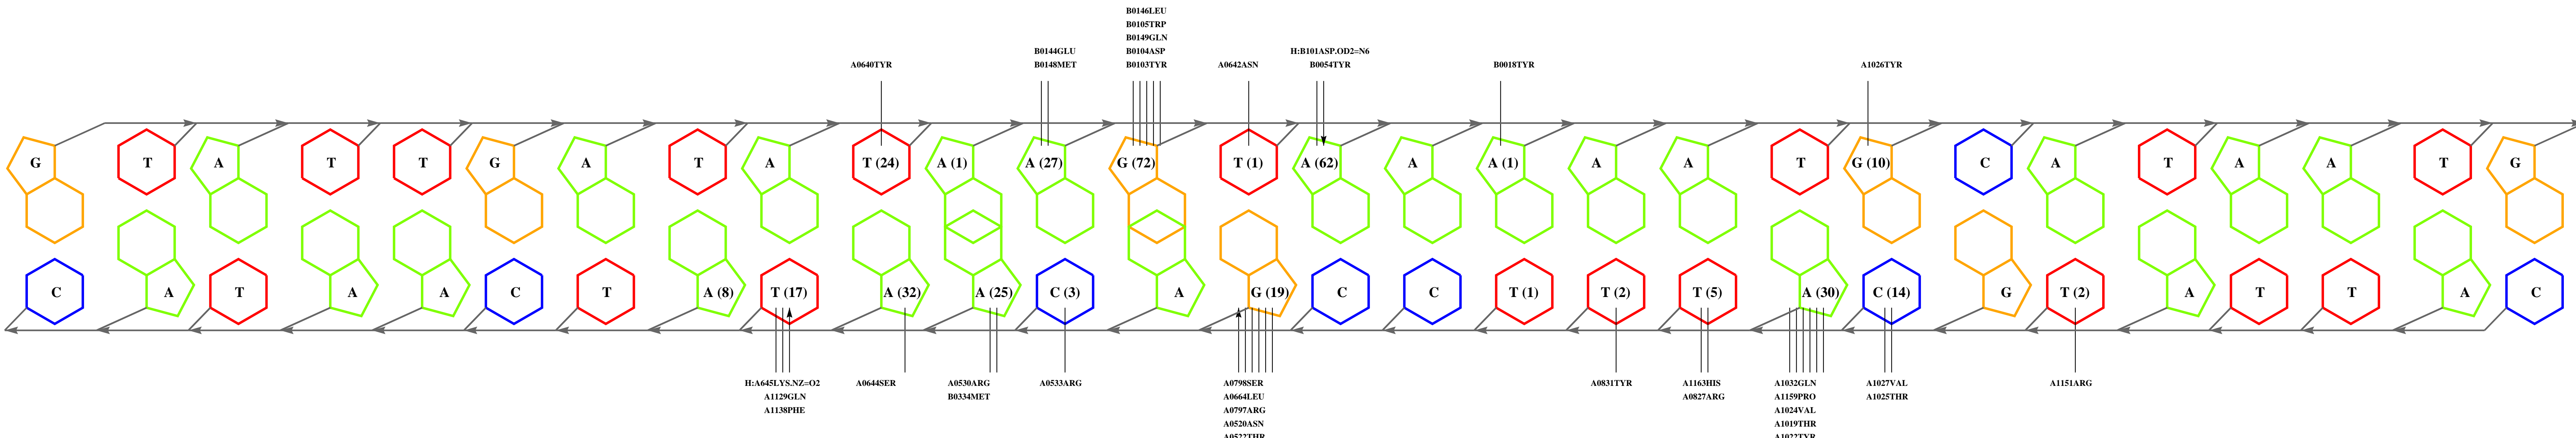 B0146LEU
B0105TRP
B0149GLN
B0144GLU B0104ASP H:B101ASP.OD2=N6
A0640TYR B0148MET B0103TYR A0642ASN B0054TYR B0018TYR A1026TYR
G T A T T G A T A T (24) A (1) A (27) G (72) T (1) A (62) A A (1) A A T G (10) C A T A A T G
C A T A A C T A (8) T (17) A (32) A (25) C (3) A G (19) C C T (1) T (2) T (5) A (30) C (14) G T (2) A T T A C
H:A645LYS.NZ=O2 A0644SER A0530ARG A0533ARG A0798SER A0831TYR A1163HIS A1032GLN A1027VAL A1151ARG
A1129GLN B0334MET A0664LEU A0827ARG A1159PRO A1025THR
A1138PHE A0797ARG A1024VAL
A0520ASN A1019THR
A0522THR A1022TYR